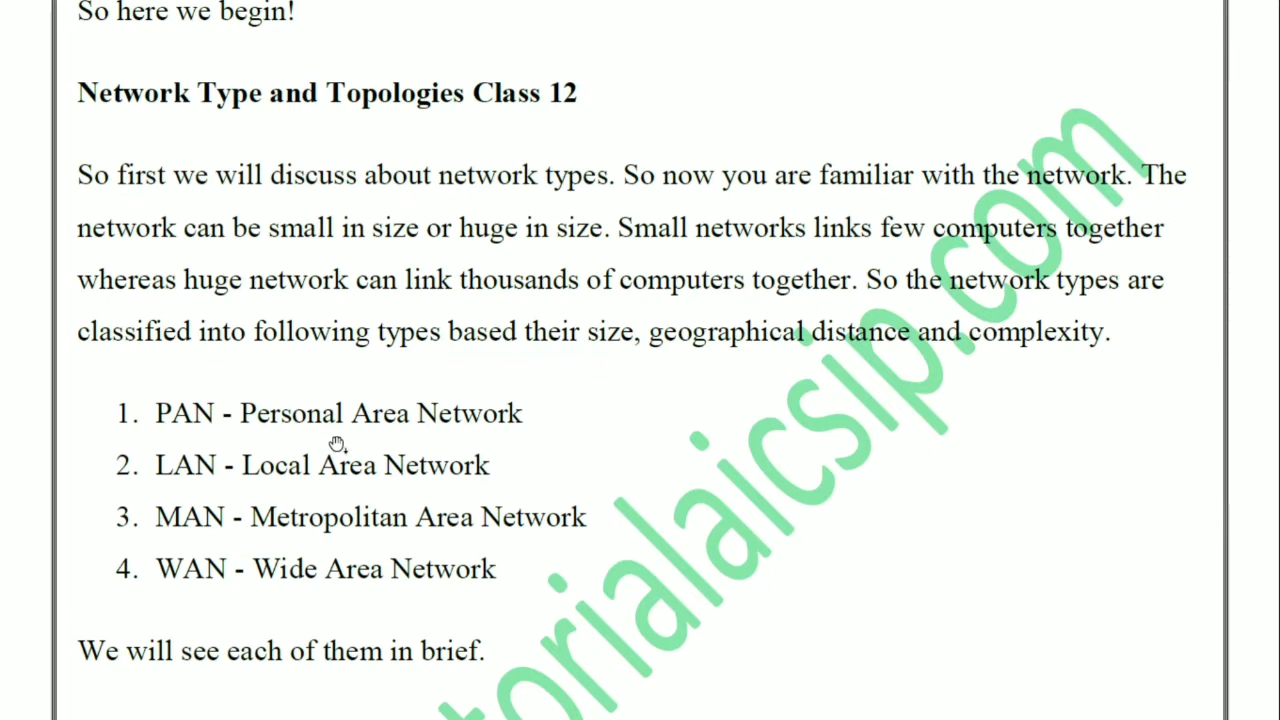 So here we begin!
Network Type and Topologies Class 12
So first we will discuss about network types. So now you are familiar with the network. The
network can be small in size or huge in size. Small networks links few computers together
whereas huge network can link thousands of computers together. So the network types are
classified into following types based their size, geographical distance and complexity.
1. PAN - Personal Area Network
2. LAN - Local Area Network
3. MAN - Metropolitan Area Network
4. WAN - Wide Area Network
We will see each of them in brief.
torialaicsip.com